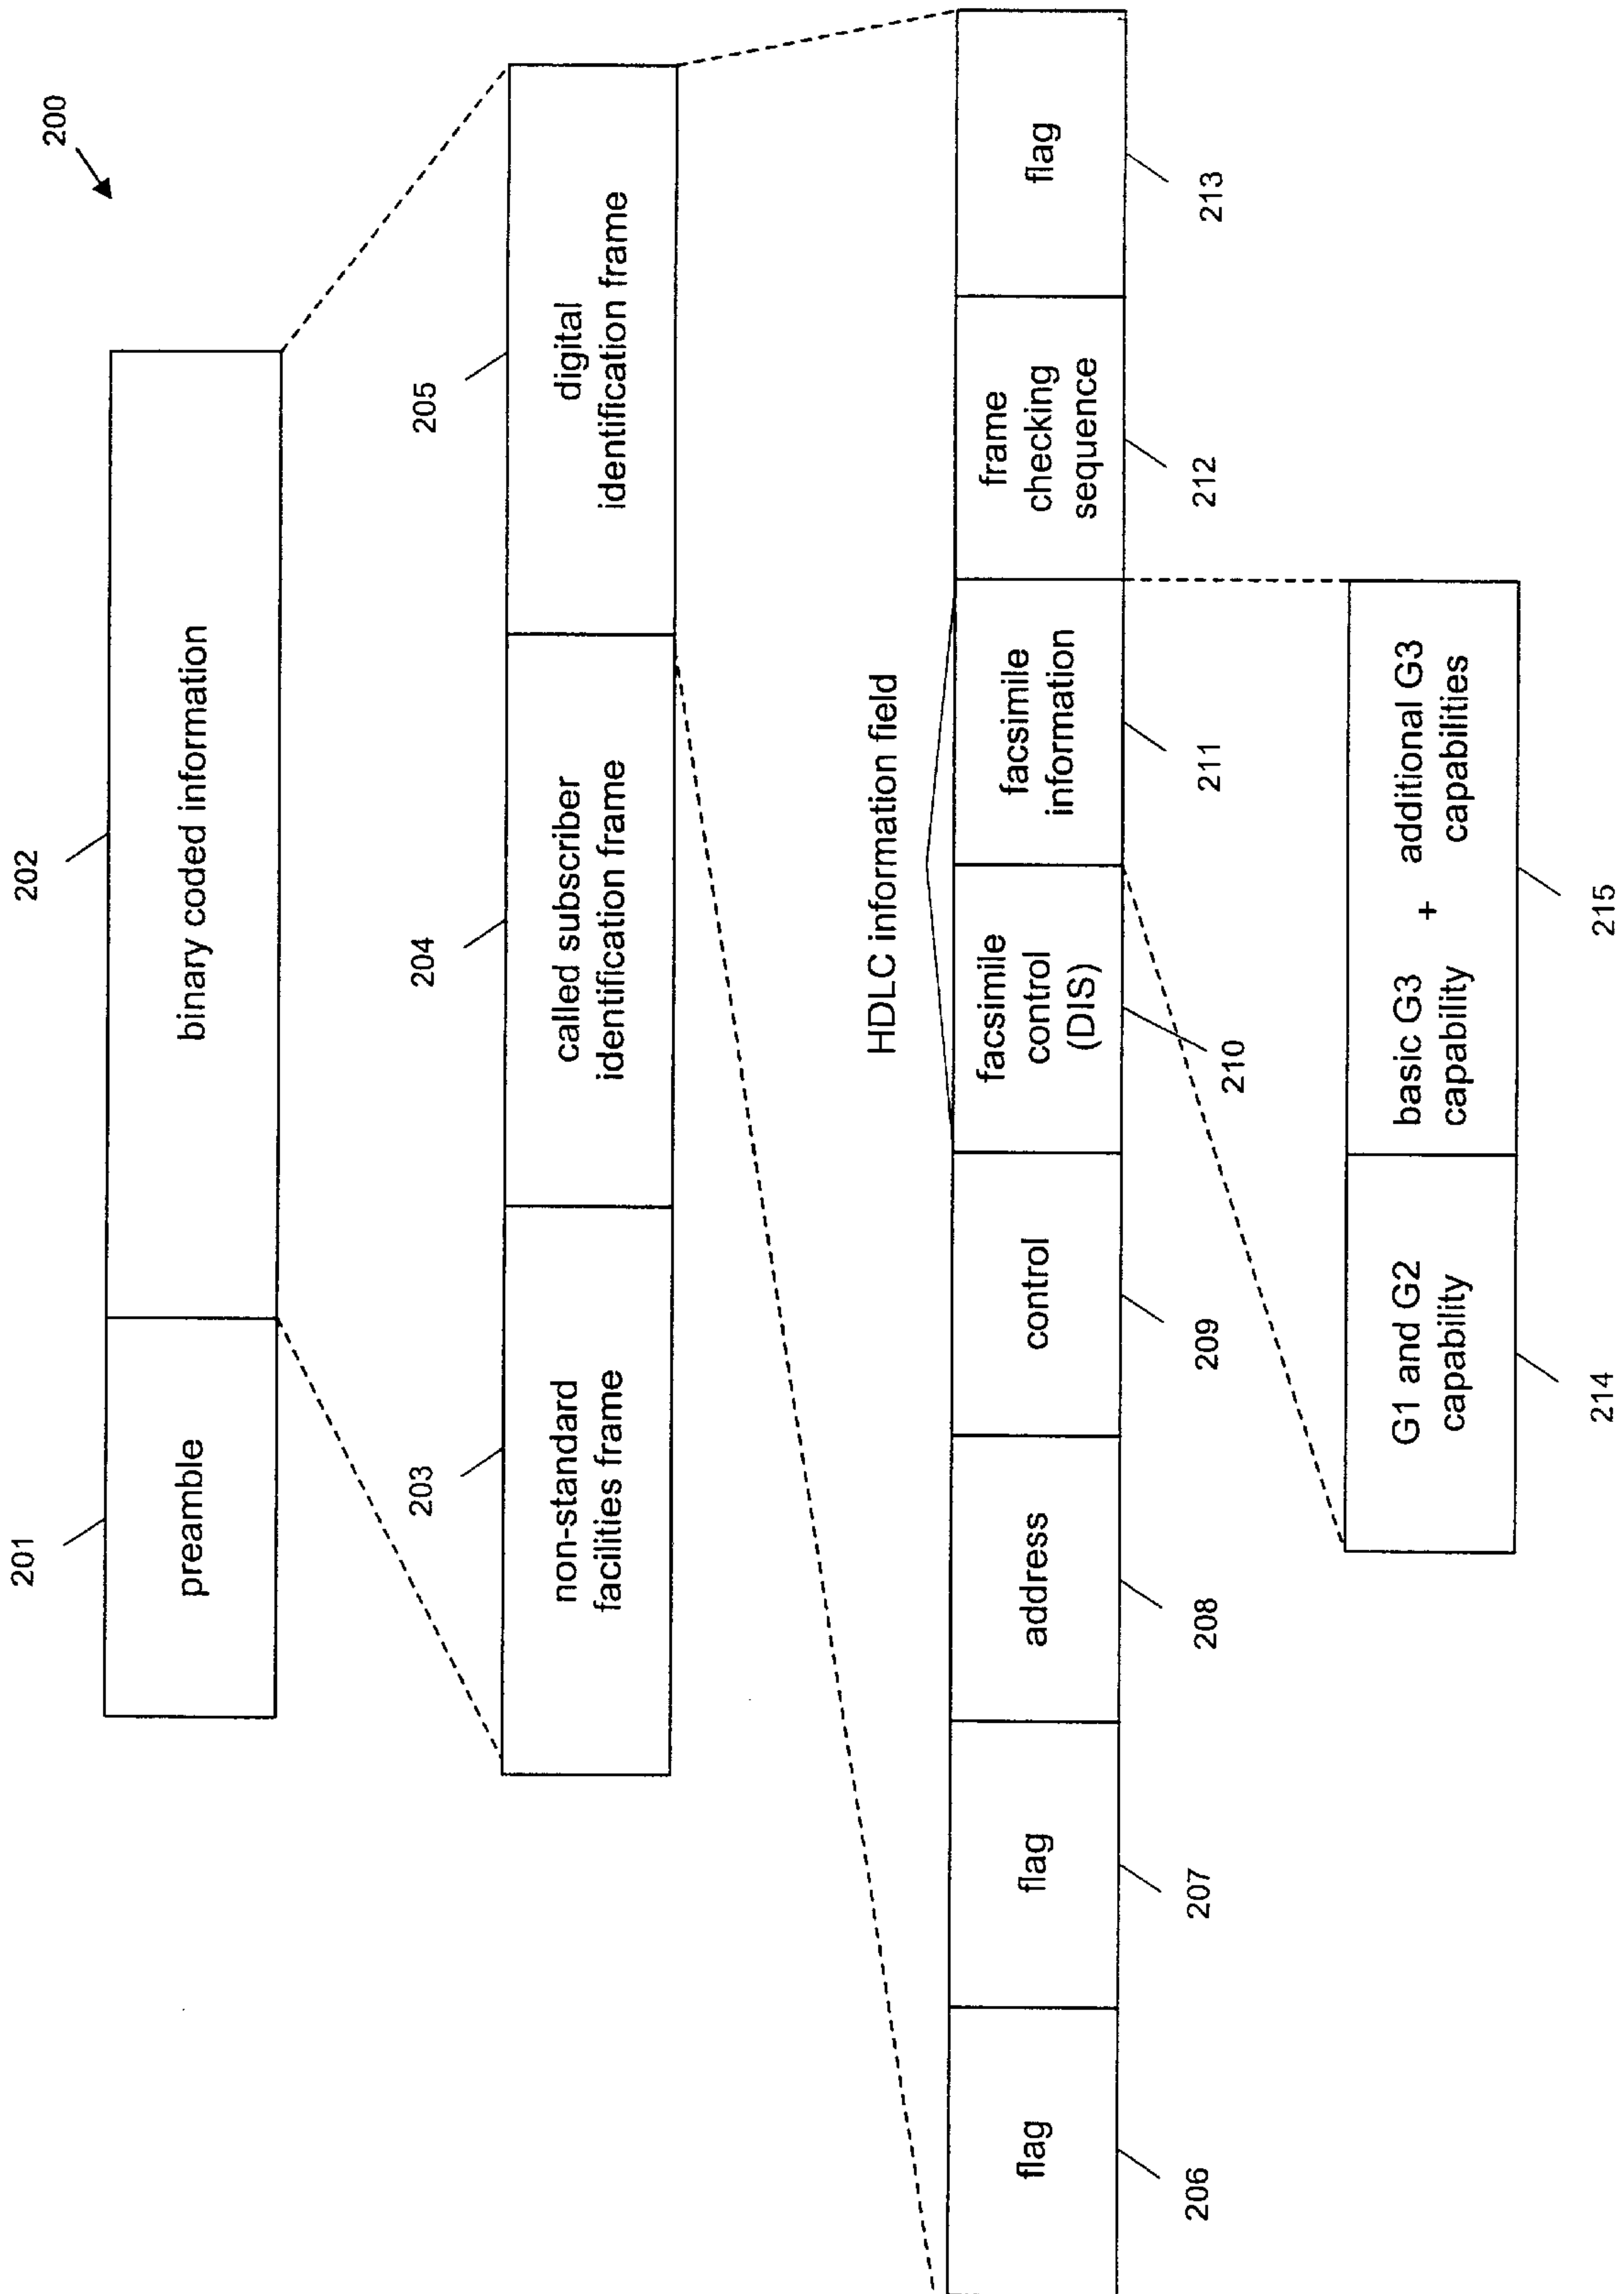 200
201
202
preamble
binary coded information
203
204
205
non-standard
facilities frame
called subscriber
identification frame
digital
identification frame
HDLC information field
flag
flag
address
control
facsimile
control
(DIS)
facsimile
information
frame
checking
sequence
flag
206
207
208
209
210
211
212
213
G1 and G2
capability
basic G3
capability
+
additional G3
capabilities
214
215